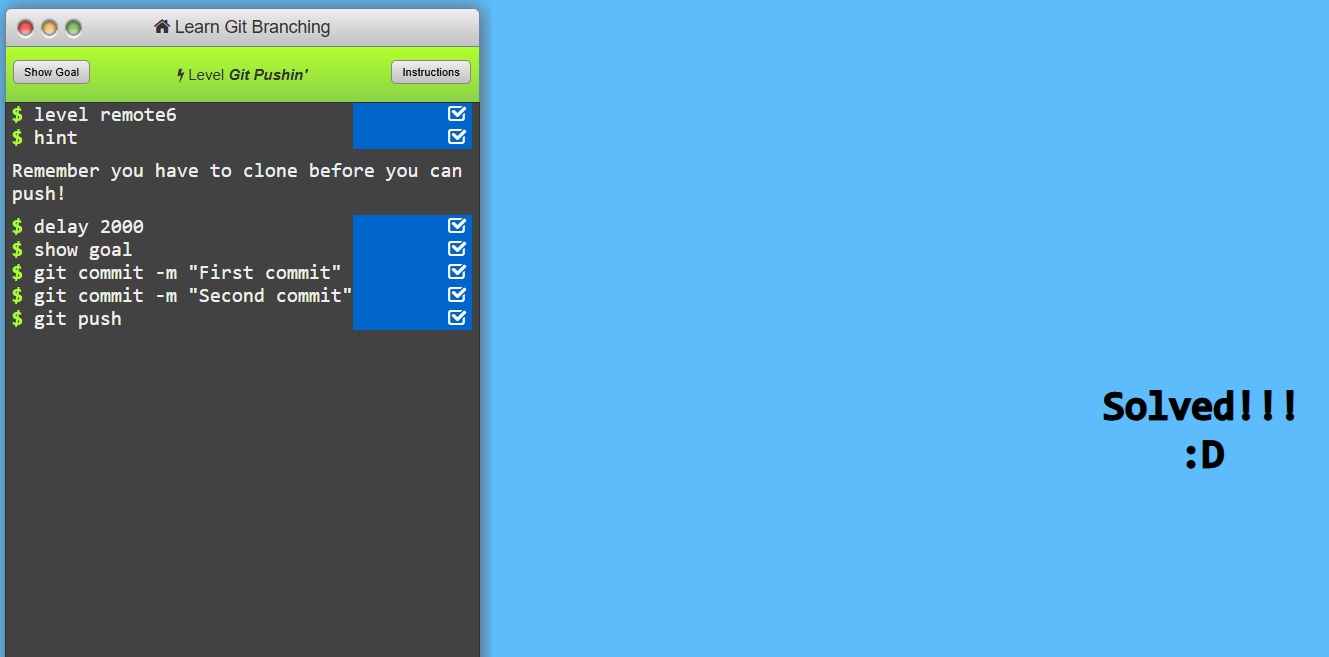 Learn Git Branching
Show Goal
Level Git Pushin'
Instructions
$ level remote6
$ hint
Remember you have to clone before you can
push!
$ delay 2000
$ show goal
$ git commit -m "First commit"
$ git commit -m "Second commit"
$ git push
Solved!!!
:D